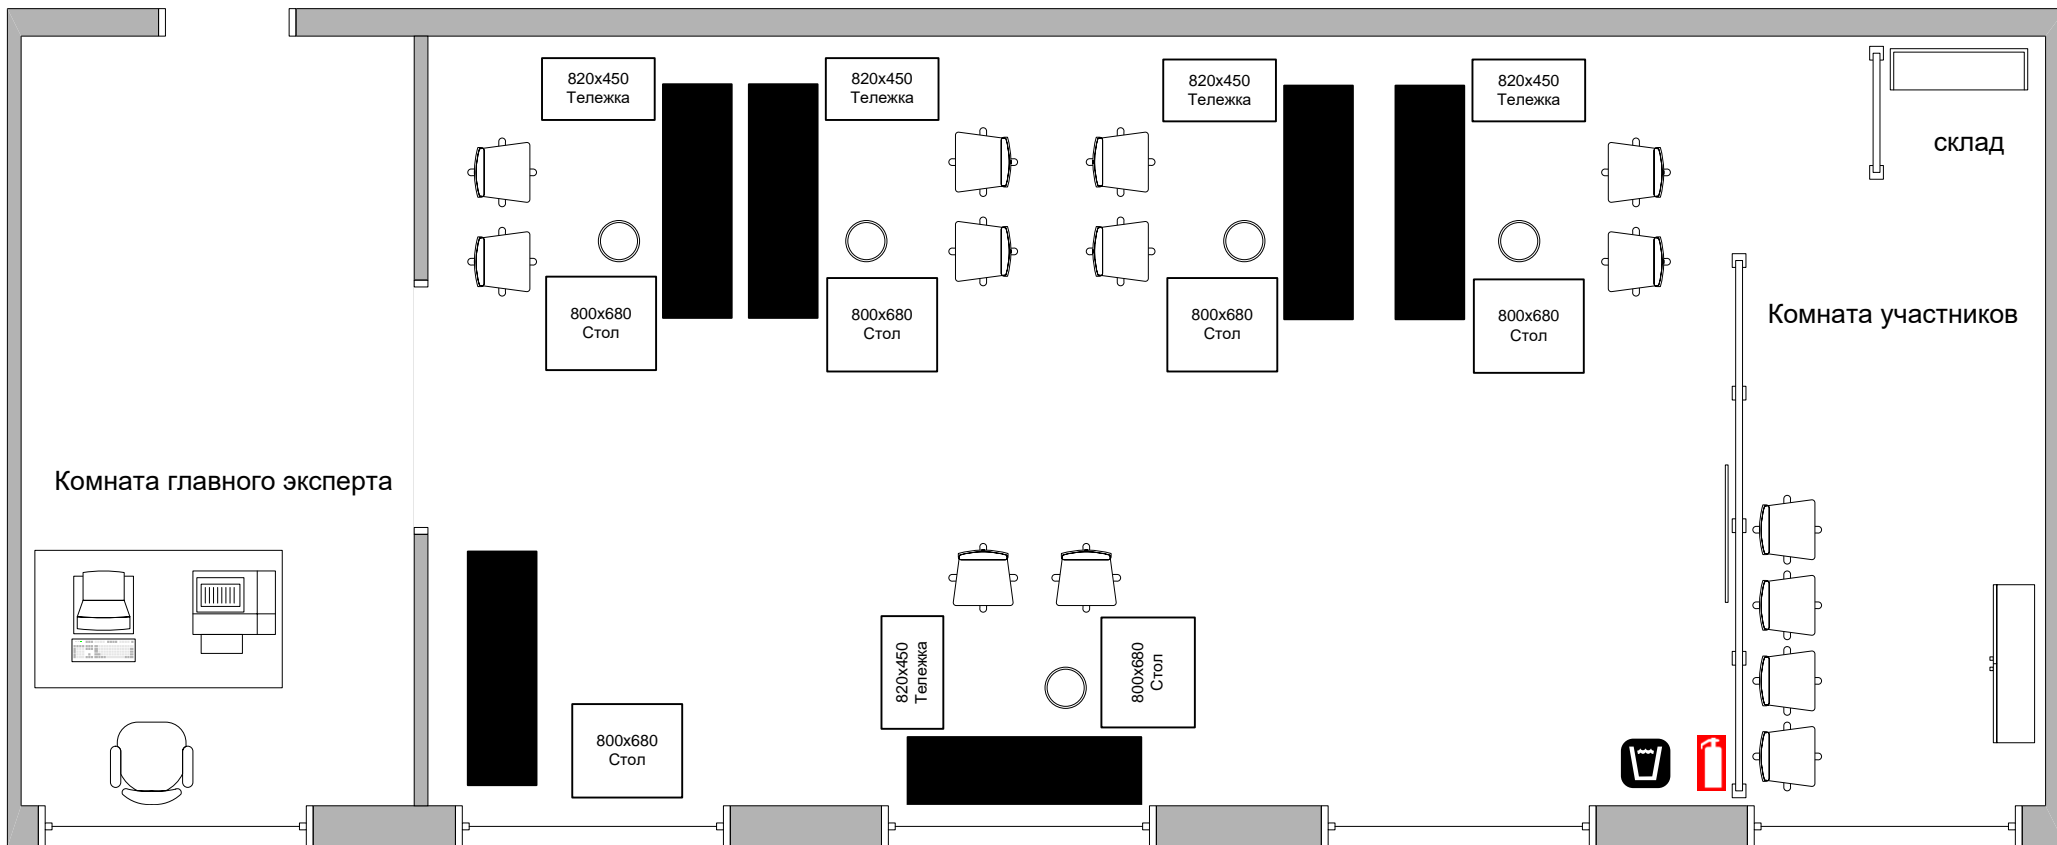 820x450
Тележка
820x450
Тележка
820x450
Тележка
820x450
Тележка
склад
800x680
Стол
800x680
Стол
800x680
Стол
800x680
Стол
Комната участников
Комната главного эксперта
820x450
Тележка
800x680
Стол
800x680
Стол